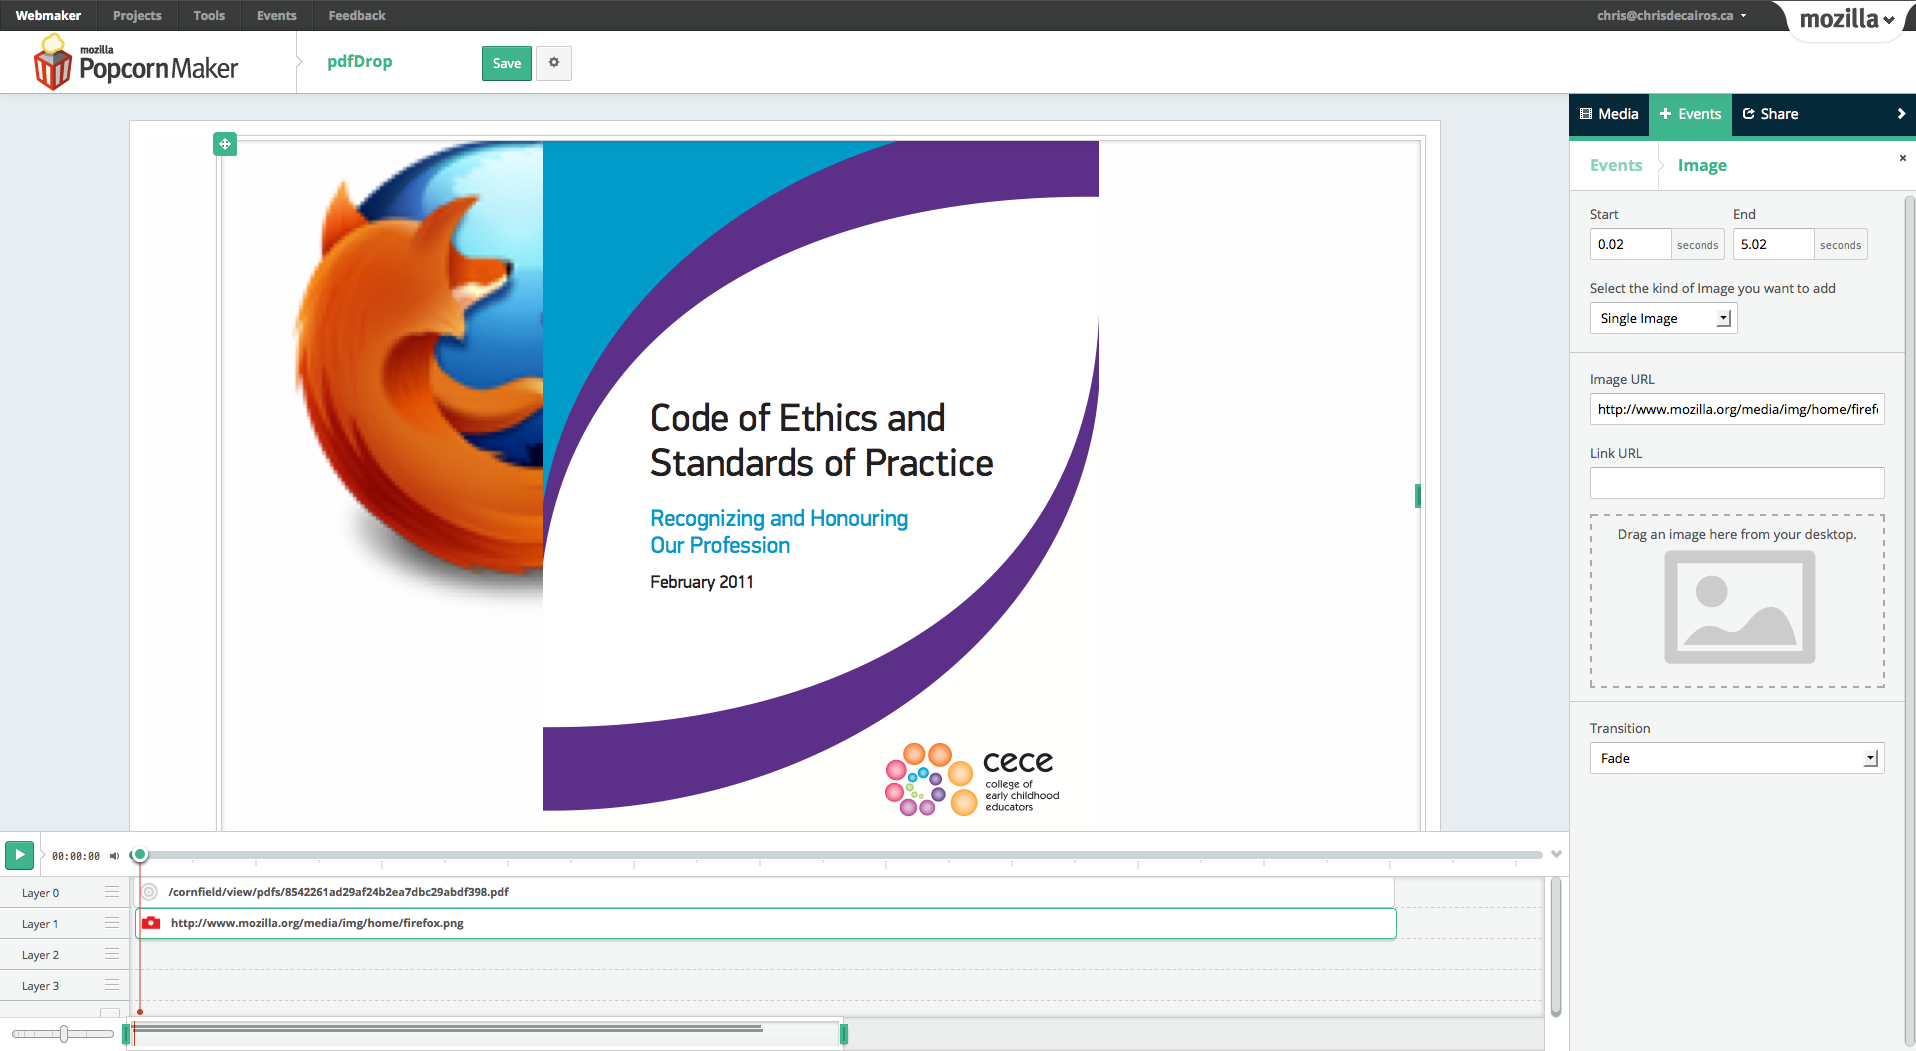 Webmaker Projects Tools Events Feedback chris@chrisdecairos.ca mozilla
mozilla
PopcornMaker
pdfDrop Save
Media Events Share
Events Image
Start End
0.02 seconds 5.02 seconds
Select the kind of Image you want to add
Single Image
Image URL
http://www.mozilla.org/media/img/home/firef
Link URL
Drag an image here from your desktop.
Transition
Fade
Code of Ethics and
Standards of Practice
Recognizing and Honouring
Our Profession
February 2011
cece
college of
early childhood
educators
00:00:00
Layer 0 /cornfield/view/pdfs/8542261ad29af24b2ea7dbc29abdf398.pdf
Layer 1 http://www.mozilla.org/media/img/home/firefox.png
Layer 2
Layer 3